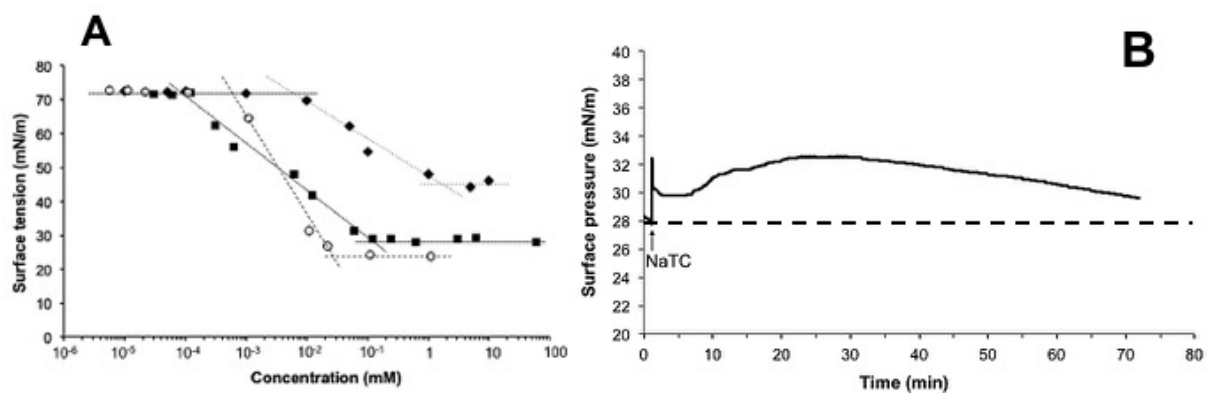 A
80
70
60
50
40
30
20
10
0
Surface tension (mN/m)
10⁻⁶ 10⁻⁵ 10⁻⁴ 10⁻³ 10⁻² 10⁻¹ 1 10 100
Concentration (mM)
B
40
38
36
34
32
30
28
26
24
22
20
Surface pressure (mN/m)
NaTC
0 10 20 30 40 50 60 70 80
Time (min)